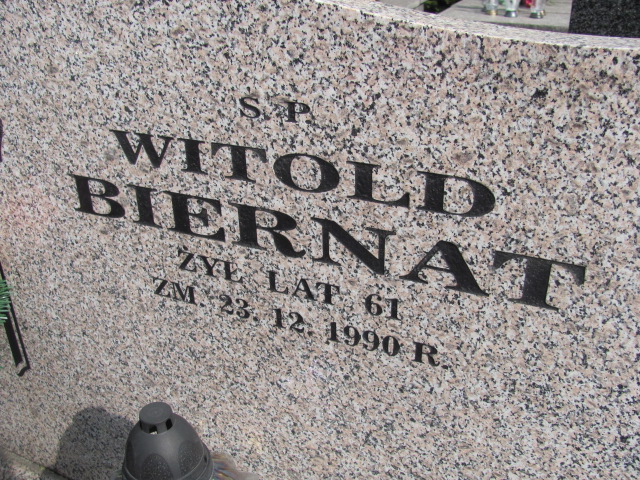 Ś.P.
WITOLD
BIERNAT
ŻYŁ LAT 61
ZM 23. 12. 1990 R.